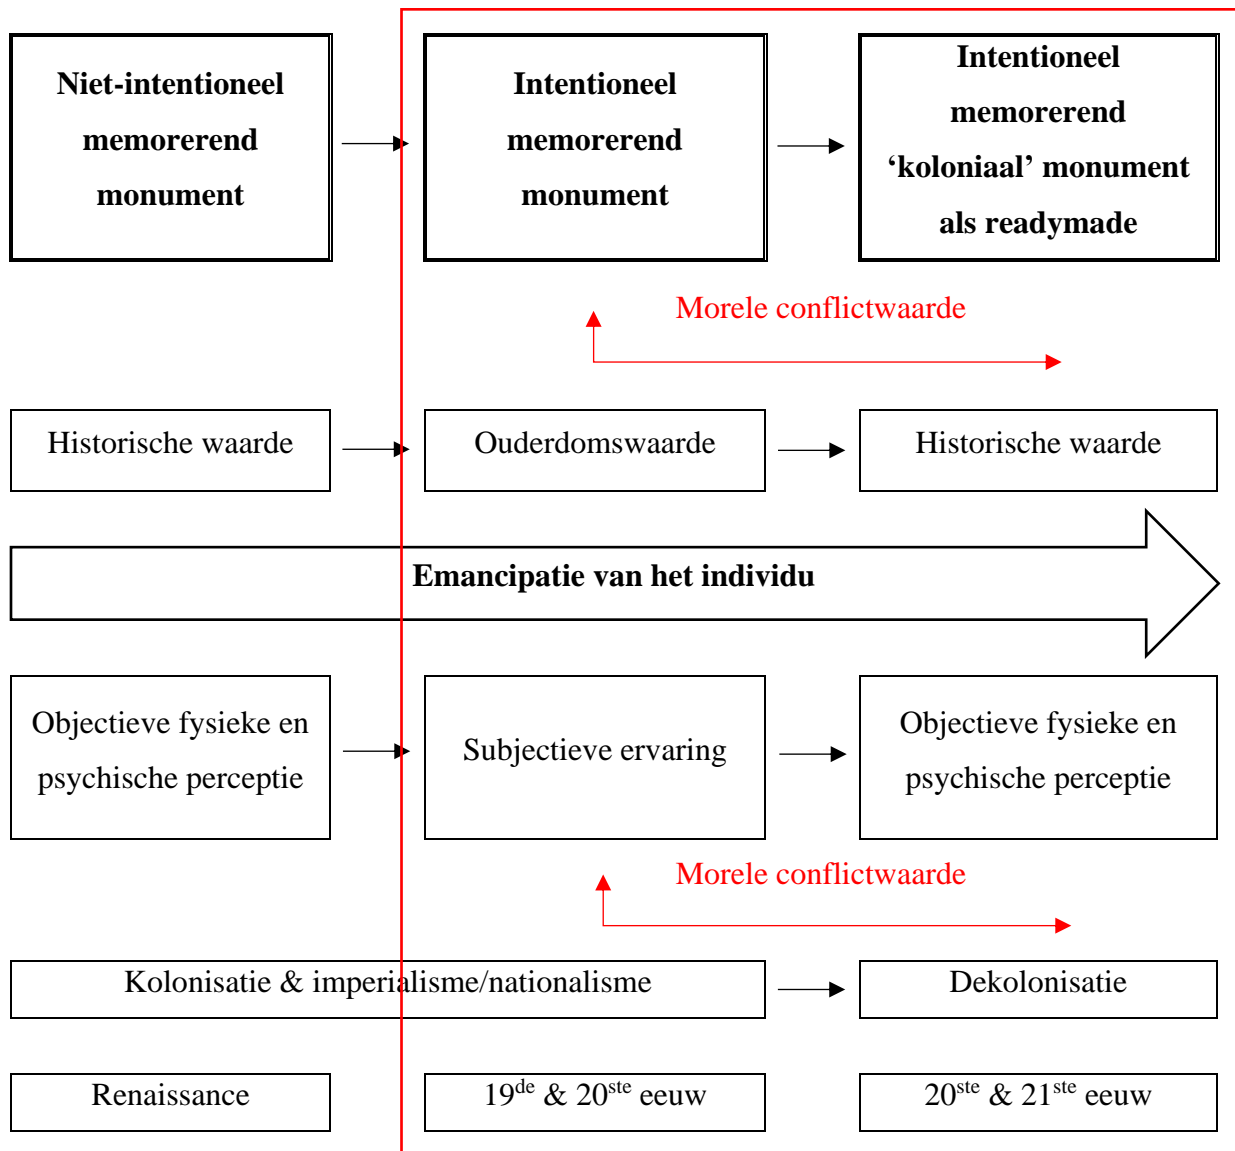 Niet-intentioneel
memorerend
monument
Intentioneel
memorerend
monument
Intentioneel
memorerend
‘koloniaal’ monument
als readymade
Morele conflictwaarde
Historische waarde
Ouderdomswaarde
Historische waarde
Emancipatie van het individu
Objectieve fysieke en
psychische perceptie
Subjectieve ervaring
Objectieve fysieke en
psychische perceptie
Morele conflictwaarde
Kolonisatie & imperialisme/nationalisme
Dekolonisatie
Renaissance
19de & 20ste eeuw
20ste & 21ste eeuw